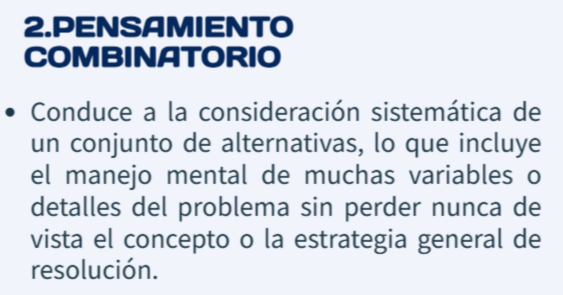 2.PENSAMIENTO
COMBINATORIO
• Conduce a la consideración sistemática de
un conjunto de alternativas, lo que incluye
el manejo mental de muchas variables o
detalles del problema sin perder nunca de
vista el concepto o la estrategia general de
resolución.